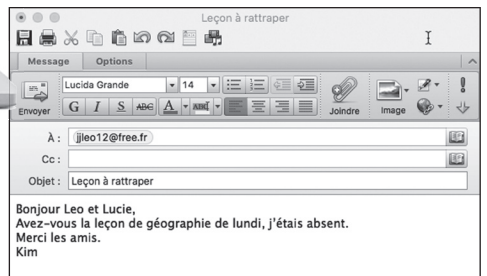 Leçon à rattraper
Message Options
Lucida Grande 14
Envoyer G I S ABC A ABC Joindre Image
À : jjleo12@free.fr
Cc :
Objet : Leçon à rattraper
Bonjour Leo et Lucie,
Avez-vous la leçon de géographie de lundi, j'étais absent.
Merci les amis.
Kim